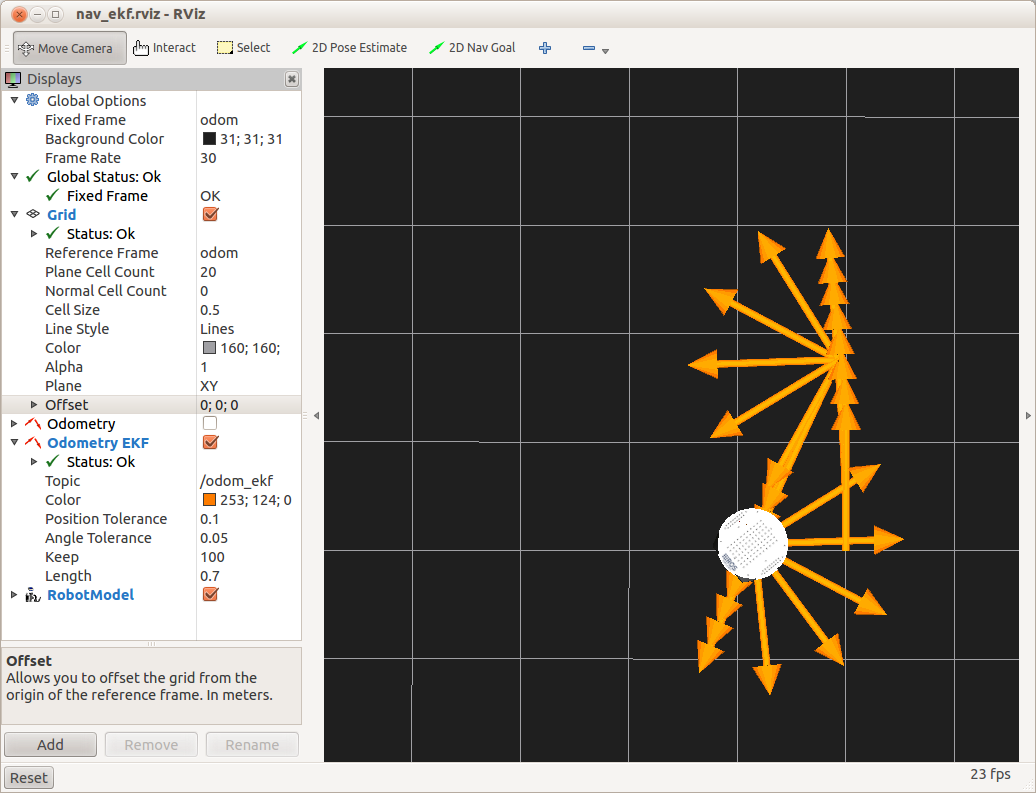 nav_ekf.rviz - RViz
Move Camera Interact Select 2D Pose Estimate 2D Nav Goal
Displays
Global Options
Fixed Frame odom
Background Color 31; 31; 31
Frame Rate 30
Global Status: Ok
Fixed Frame OK
Grid
Status: Ok
Reference Frame odom
Plane Cell Count 20
Normal Cell Count 0
Cell Size 0.5
Line Style Lines
Color 160; 160;
Alpha 1
Plane XY
Offset 0; 0; 0
Odometry
Odometry EKF
Status: Ok
Topic /odom_ekf
Color 253; 124; 0
Position Tolerance 0.1
Angle Tolerance 0.05
Keep 100
Length 0.7
RobotModel
Offset
Allows you to offset the grid from the
origin of the reference frame. In meters.
Add Remove Rename
Reset
23 fps